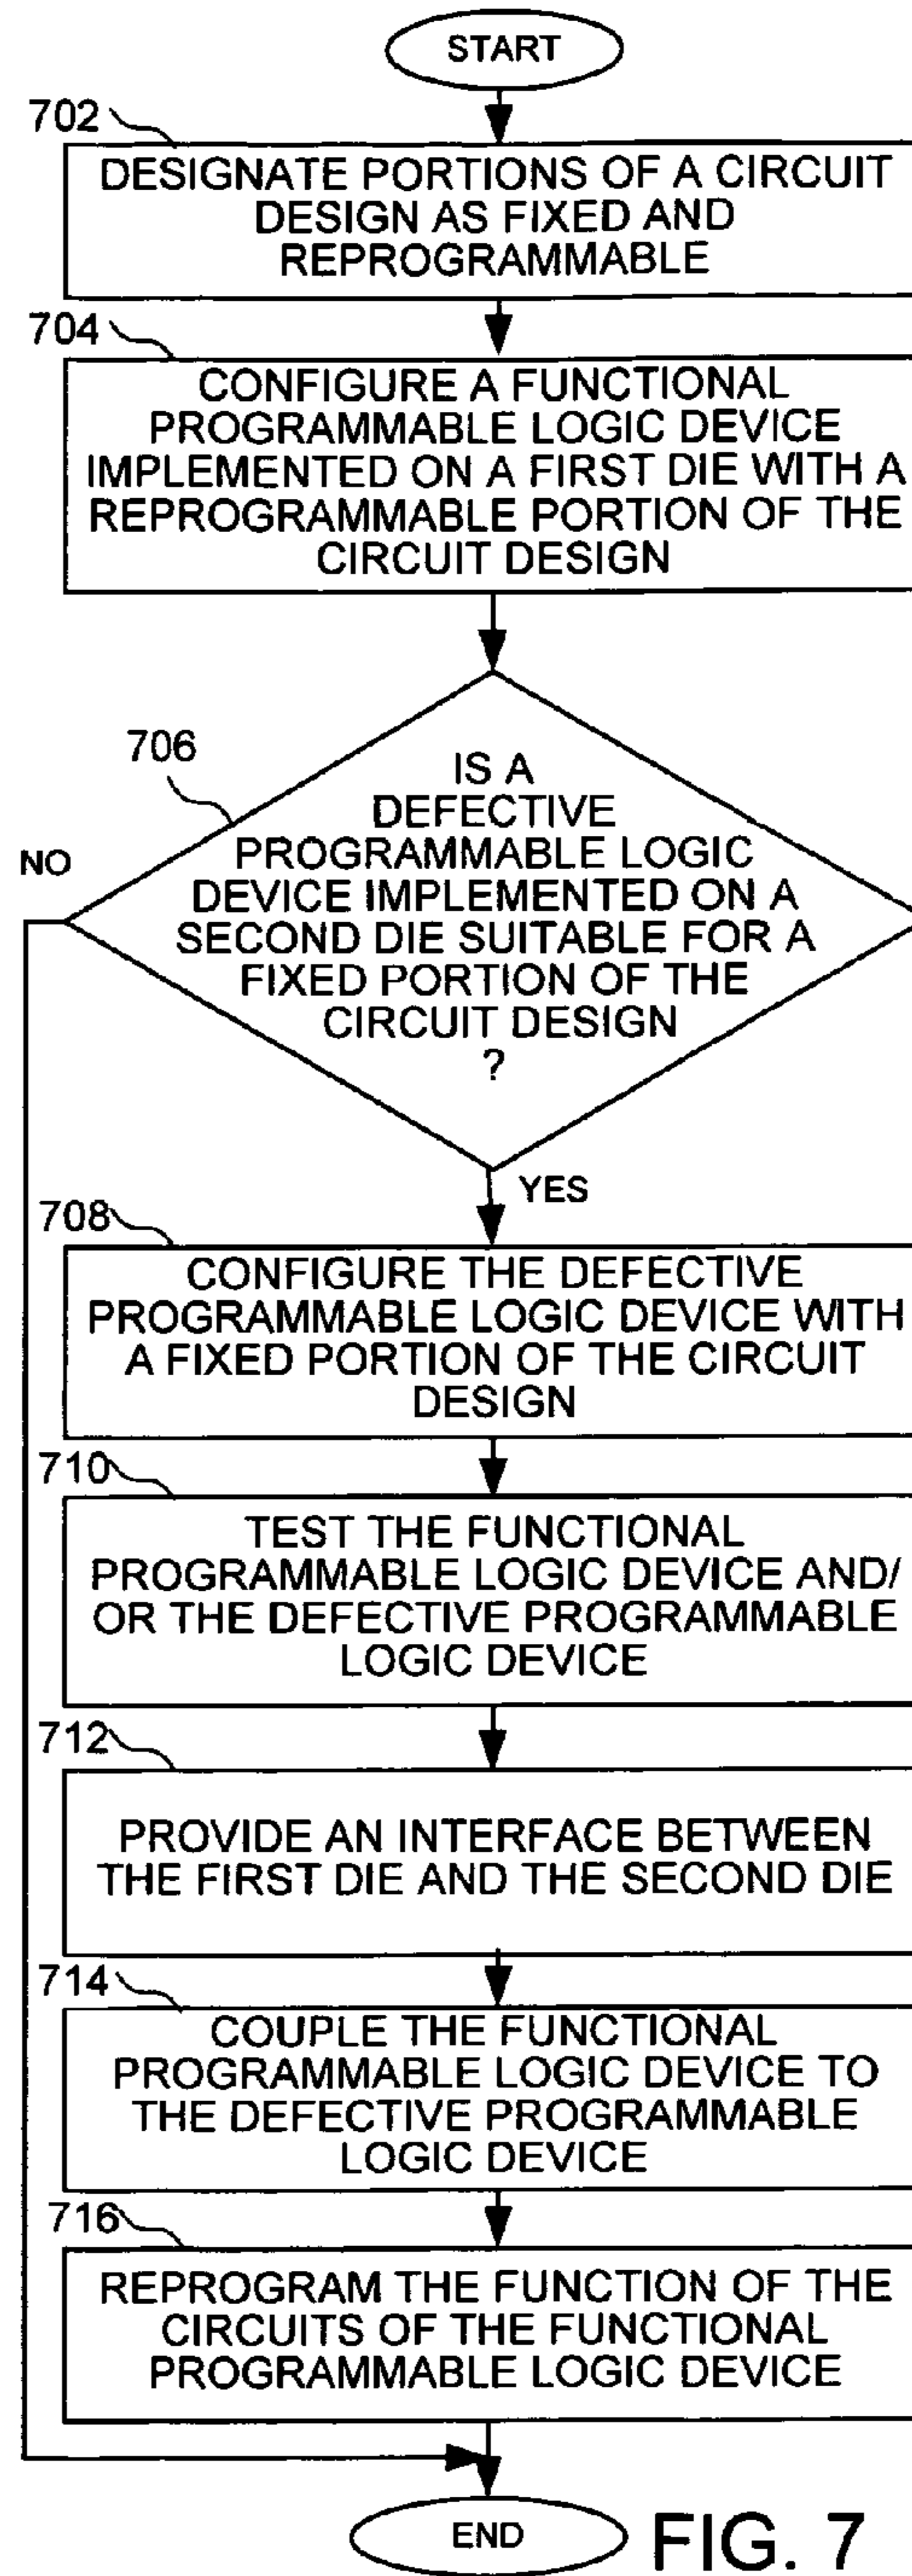 START
702
DESIGNATE PORTIONS OF A CIRCUIT
DESIGN AS FIXED AND
REPROGRAMMABLE
704
CONFIGURE A FUNCTIONAL
PROGRAMMABLE LOGIC DEVICE
IMPLEMENTED ON A FIRST DIE WITH A
REPROGRAMMABLE PORTION OF THE
CIRCUIT DESIGN
706
IS A
DEFECTIVE
PROGRAMMABLE LOGIC
DEVICE IMPLEMENTED ON A
SECOND DIE SUITABLE FOR A
FIXED PORTION OF THE
CIRCUIT DESIGN
?
NO
YES
708
CONFIGURE THE DEFECTIVE
PROGRAMMABLE LOGIC DEVICE WITH
A FIXED PORTION OF THE CIRCUIT
DESIGN
710
TEST THE FUNCTIONAL
PROGRAMMABLE LOGIC DEVICE AND/
OR THE DEFECTIVE PROGRAMMABLE
LOGIC DEVICE
712
PROVIDE AN INTERFACE BETWEEN
THE FIRST DIE AND THE SECOND DIE
714
COUPLE THE FUNCTIONAL
PROGRAMMABLE LOGIC DEVICE TO
THE DEFECTIVE PROGRAMMABLE
LOGIC DEVICE
716
REPROGRAM THE FUNCTION OF THE
CIRCUITS OF THE FUNCTIONAL
PROGRAMMABLE LOGIC DEVICE
END
FIG. 7